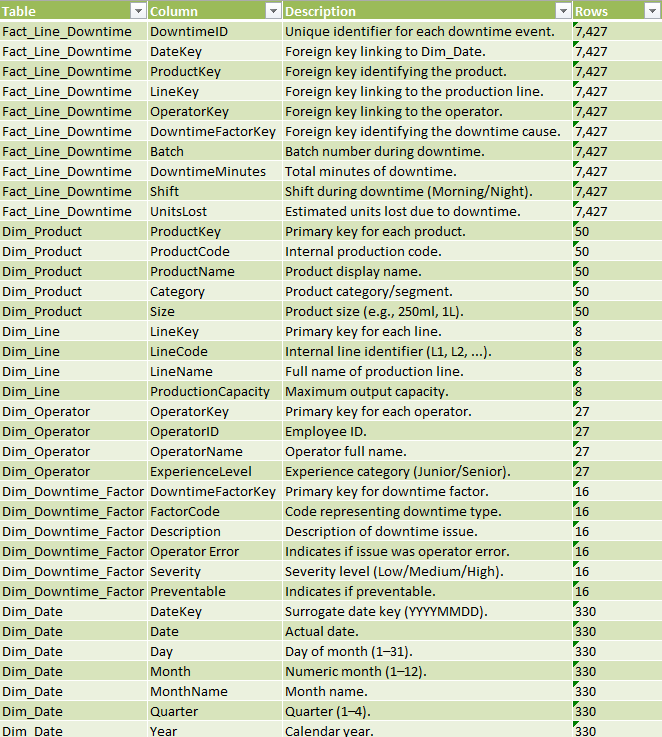 Table Column Description Rows
Fact_Line_Downtime DowntimeID Unique identifier for each downtime event. 7,427
Fact_Line_Downtime DateKey Foreign key linking to Dim_Date. 7,427
Fact_Line_Downtime ProductKey Foreign key identifying the product. 7,427
Fact_Line_Downtime LineKey Foreign key linking to the production line. 7,427
Fact_Line_Downtime OperatorKey Foreign key linking to the operator. 7,427
Fact_Line_Downtime DowntimeFactorKey Foreign key identifying the downtime cause. 7,427
Fact_Line_Downtime Batch Batch number during downtime. 7,427
Fact_Line_Downtime DowntimeMinutes Total minutes of downtime. 7,427
Fact_Line_Downtime Shift Shift during downtime (Morning/Night). 7,427
Fact_Line_Downtime UnitsLost Estimated units lost due to downtime. 7,427
Dim_Product ProductKey Primary key for each product. 50
Dim_Product ProductCode Internal production code. 50
Dim_Product ProductName Product display name. 50
Dim_Product Category Product category/segment. 50
Dim_Product Size Product size (e.g., 250ml, 1L). 50
Dim_Line LineKey Primary key for each line. 8
Dim_Line LineCode Internal line identifier (L1, L2, ...). 8
Dim_Line LineName Full name of production line. 8
Dim_Line ProductionCapacity Maximum output capacity. 8
Dim_Operator OperatorKey Primary key for each operator. 27
Dim_Operator OperatorID Employee ID. 27
Dim_Operator OperatorName Operator full name. 27
Dim_Operator ExperienceLevel Experience category (Junior/Senior). 27
Dim_Downtime_Factor DowntimeFactorKey Primary key for downtime factor. 16
Dim_Downtime_Factor FactorCode Code representing downtime type. 16
Dim_Downtime_Factor Description Description of downtime issue. 16
Dim_Downtime_Factor Operator Error Indicates if issue was operator error. 16
Dim_Downtime_Factor Severity Severity level (Low/Medium/High). 16
Dim_Downtime_Factor Preventable Indicates if preventable. 16
Dim_Date DateKey Surrogate date key (YYYYMMDD). 330
Dim_Date Date Actual date. 330
Dim_Date Day Day of month (1–31). 330
Dim_Date Month Numeric month (1–12). 330
Dim_Date MonthName Month name. 330
Dim_Date Quarter Quarter (1–4). 330
Dim_Date Year Calendar year. 330